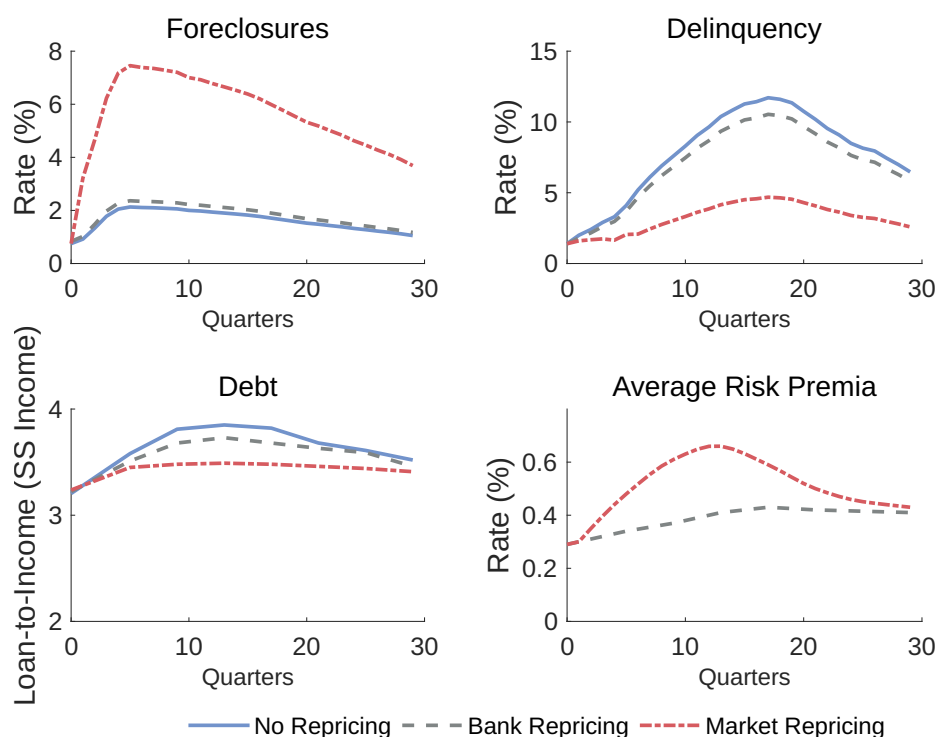 Foreclosures
8
6
4
2
0
Rate (%)
0 10 20 30
Quarters
Delinquency
15
10
5
0
Rate (%)
0 10 20 30
Quarters
Debt
4
3
2
Loan-to-Income (SS Income)
0 10 20 30
Quarters
Average Risk Premia
0.6
0.4
0.2
0
Rate (%)
0 10 20 30
Quarters
No Repricing Bank Repricing Market Repricing